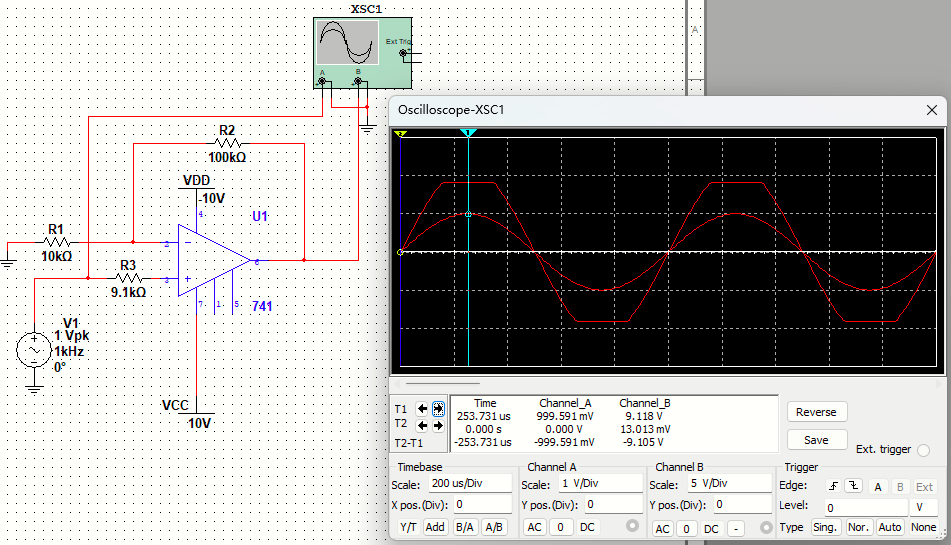 XSC1
A
Ext Trig
+
A
B
+
-
+
-
Oscilloscope-XSC1
R2
100kΩ
VDD
-10V
4
U1
R1
2
6
10kΩ
R3
3
9.1kΩ
7
1
5
741
V1
1 Vpk
1kHz
0°
VCC
10V
2
1
Time Channel_A Channel_B
T1 253.731 us 999.591 mV 9.118 V
T2 0.000 s 0.000 V 13.013 mV
T2-T1 -253.731 us -999.591 mV -9.105 V
Reverse
Save
Ext. trigger
Timebase Channel A Channel B Trigger
Scale: 200 us/Div Scale: 1 V/Div Scale: 5 V/Div Edge: A B Ext
X pos.(Div): 0 Y pos.(Div): 0 Y pos.(Div): 0 Level: 0 V
Y/T Add B/A A/B AC 0 DC AC 0 DC - Type Sing. Nor. Auto None